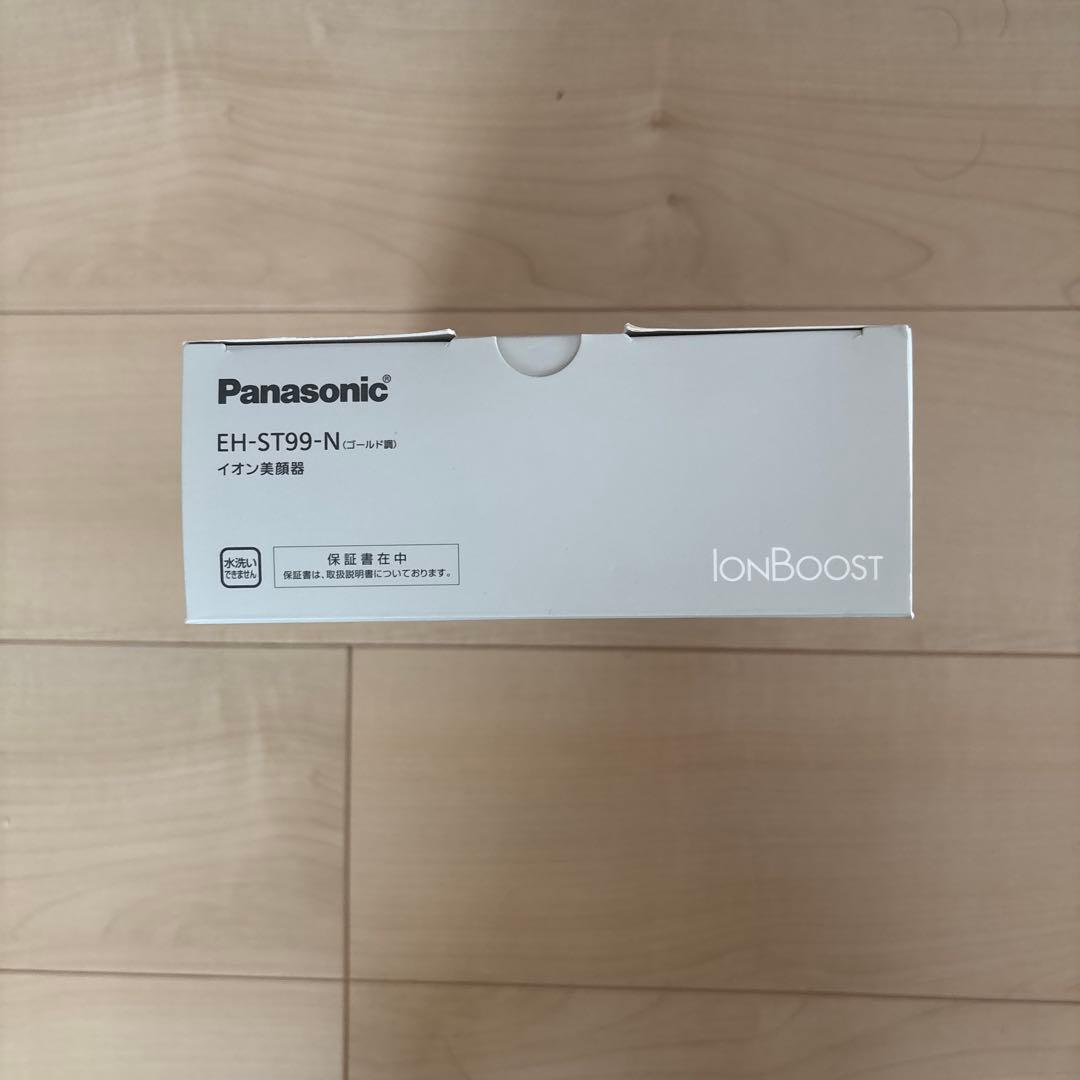 Panasonic®
EH-ST99-N(ゴールド調)
イオン美顔器
水洗い
できません
保証書在中
保証書は、取扱説明書についております。
IONBOOST